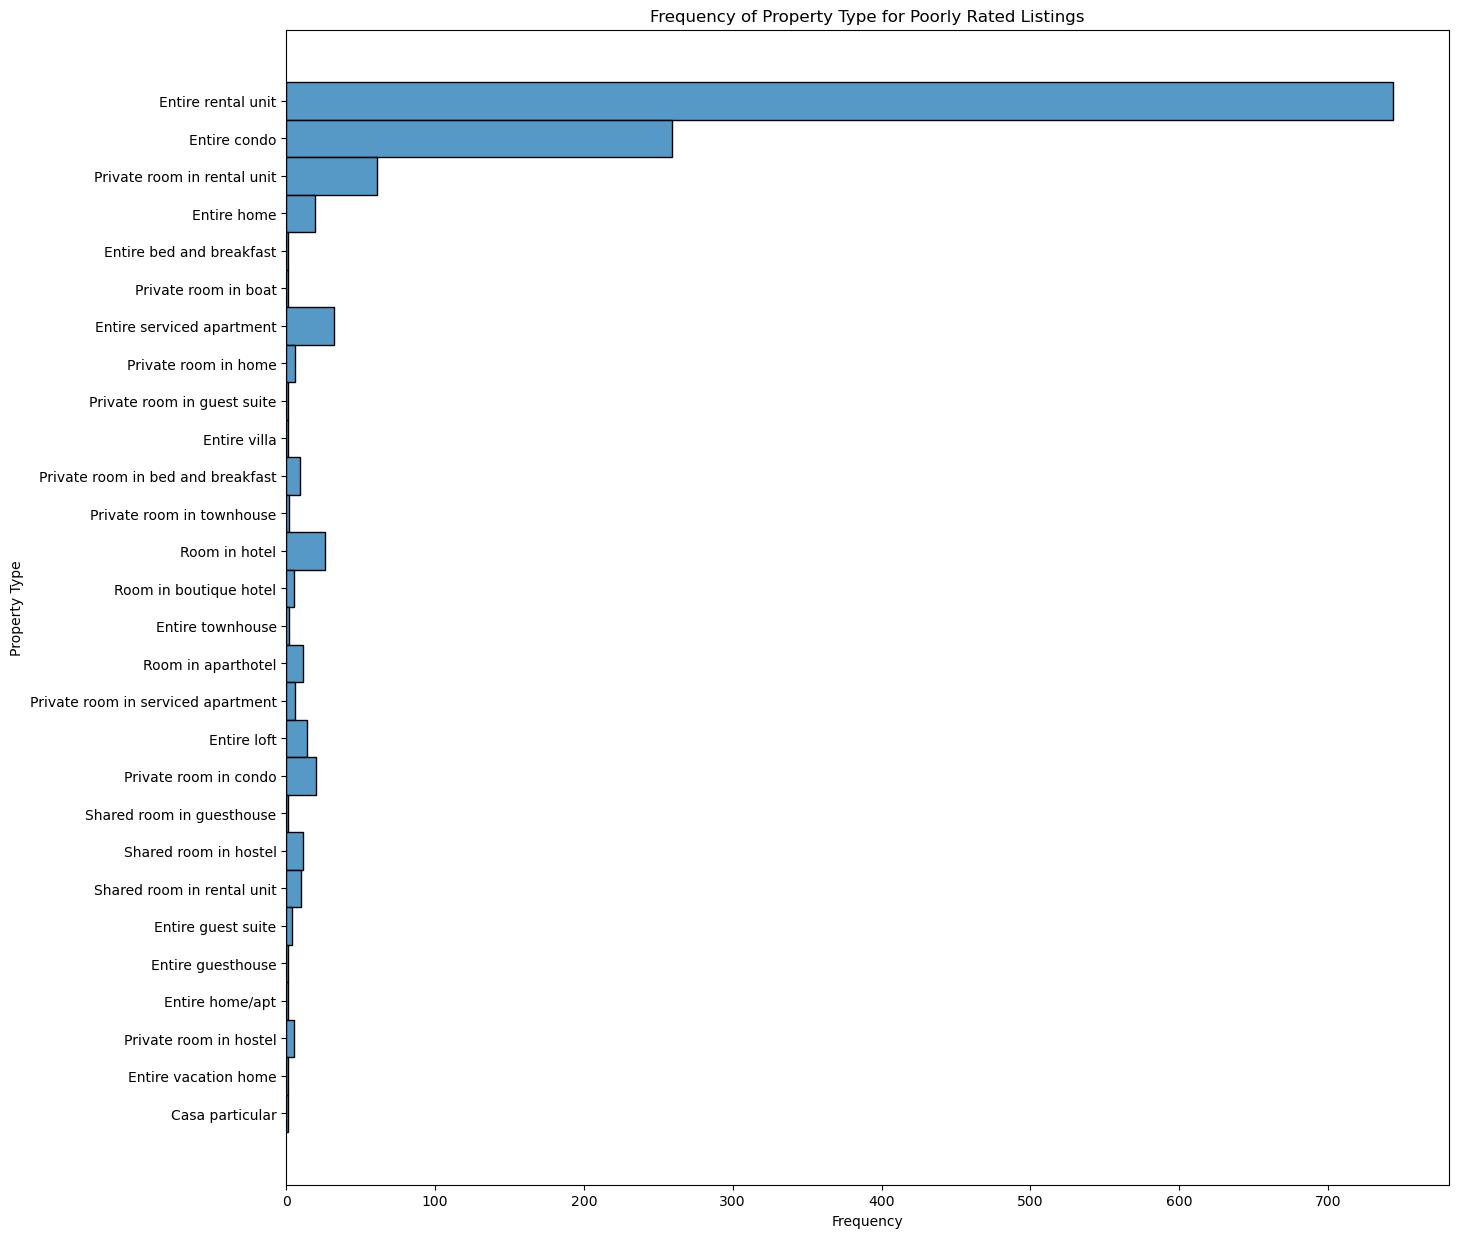 Frequency of Property Type for Poorly Rated Listings
Property Type
Entire rental unit
Entire condo
Private room in rental unit
Entire home
Entire bed and breakfast
Private room in boat
Entire serviced apartment
Private room in home
Private room in guest suite
Entire villa
Private room in bed and breakfast
Private room in townhouse
Room in hotel
Room in boutique hotel
Entire townhouse
Room in aparthotel
Private room in serviced apartment
Entire loft
Private room in condo
Shared room in guesthouse
Shared room in hostel
Shared room in rental unit
Entire guest suite
Entire guesthouse
Entire home/apt
Private room in hostel
Entire vacation home
Casa particular
0 100 200 300 400 500 600 700
Frequency